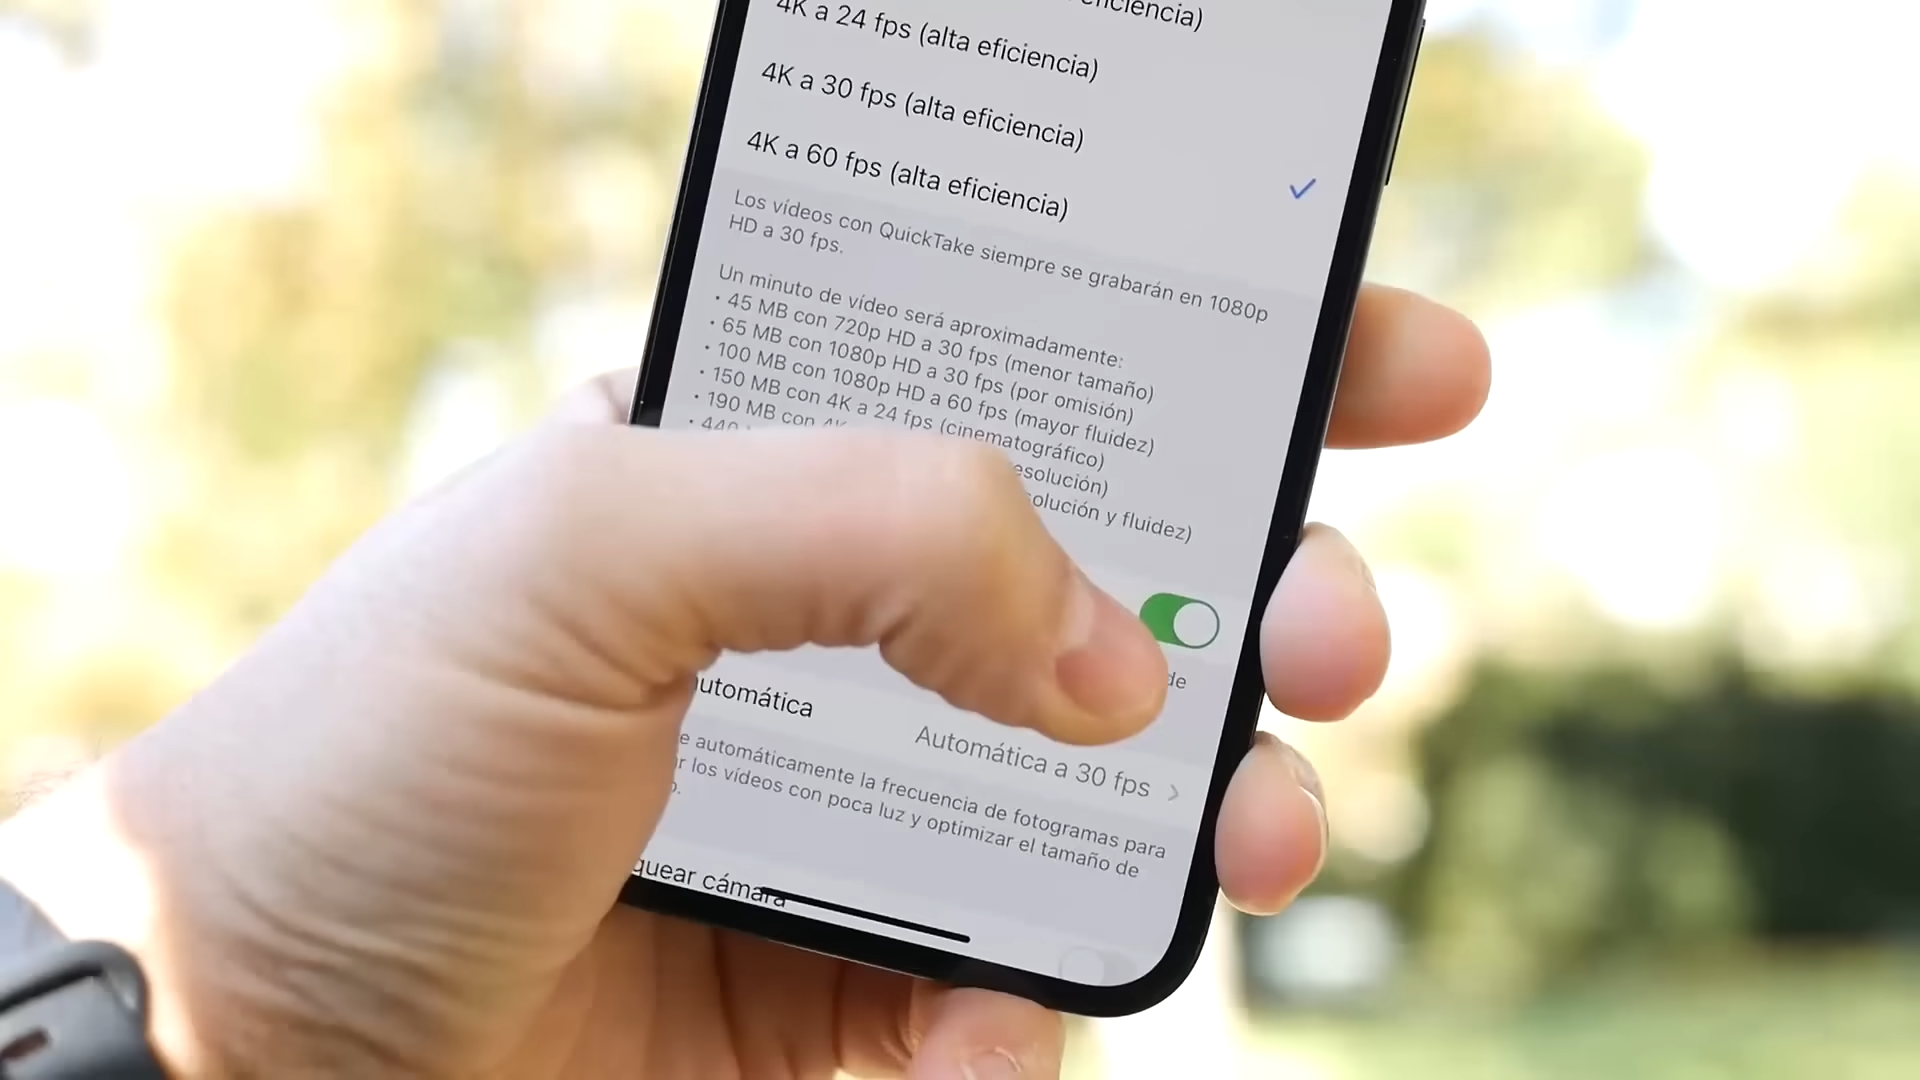 eficiencia)
4K a 24 fps (alta eficiencia)
4K a 30 fps (alta eficiencia)
4K a 60 fps (alta eficiencia)
Los vídeos con QuickTake siempre se grabarán en 1080p
HD a 30 fps.
Un minuto de vídeo será aproximadamente:
• 45 MB con 720p HD a 30 fps (menor tamaño)
• 65 MB con 1080p HD a 30 fps (por omisión)
• 100 MB con 1080p HD a 60 fps (mayor fluidez)
• 150 MB con 4K a 24 fps (cinematográfico)
• 190 MB con 4K esolución)
• 440 olución y fluidez)
de
utomática Automática a 30 fps
e automáticamente la frecuencia de fotogramas para
r los vídeos con poca luz y optimizar el tamaño de
o.
quear cámara